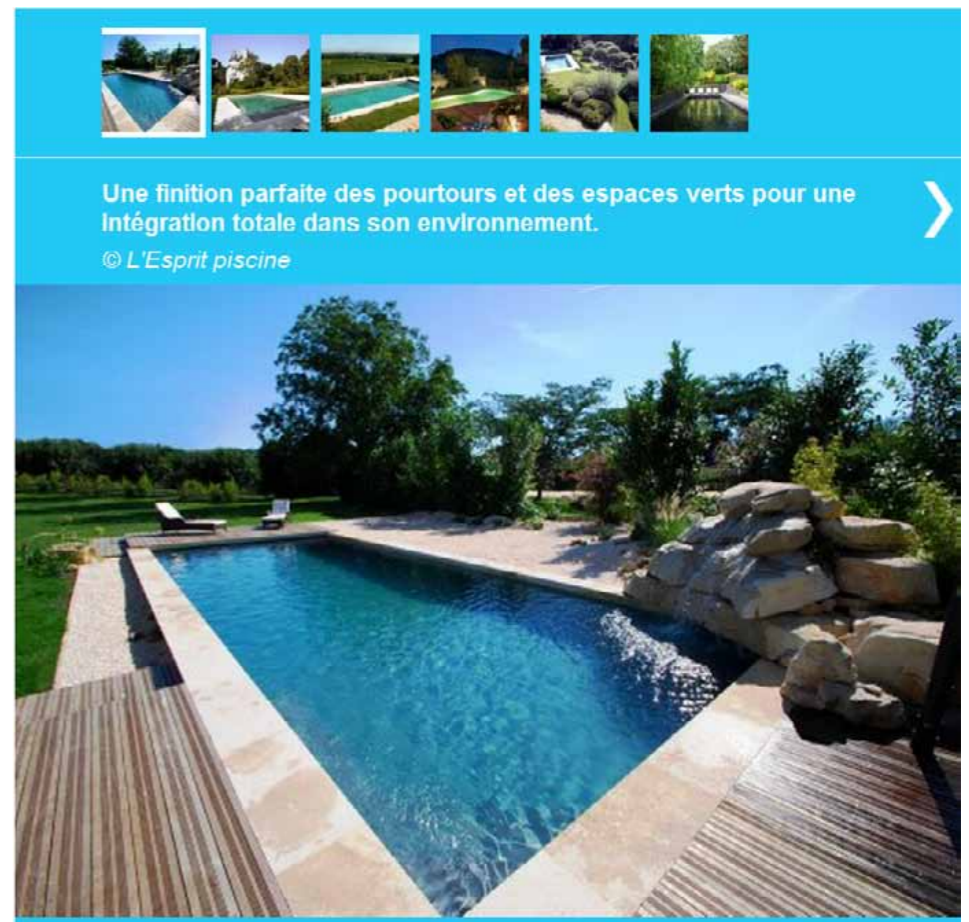 Une finition parfaite des pourtours et des espaces verts pour une
intégration totale dans son environnement.
© L'Esprit piscine